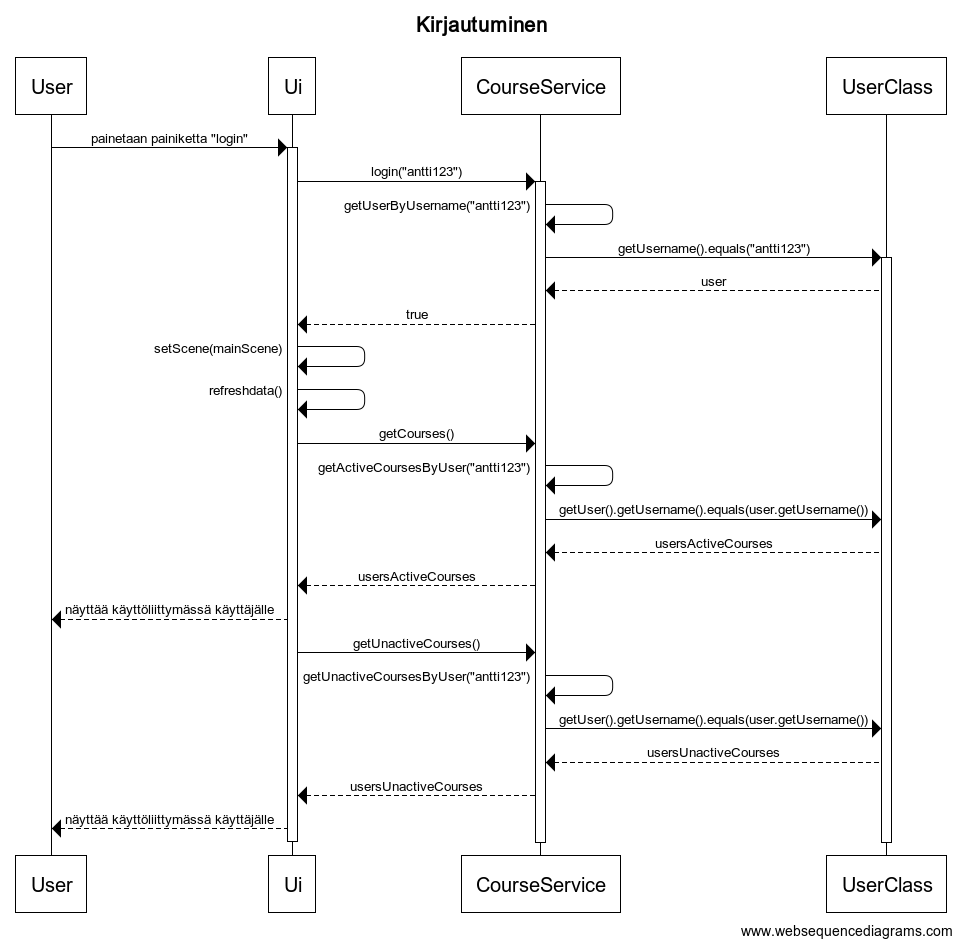 Kirjautuminen
User
Ui
CourseService
UserClass
painetaan painiketta "login"
login("antti123")
getUserByUsername("antti123")
getUsername().equals("antti123")
user
true
setScene(mainScene)
refreshdata()
getCourses()
getActiveCoursesByUser("antti123")
getUser().getUsername().equals(user.getUsername())
usersActiveCourses
usersActiveCourses
näyttää käyttöliittymässä käyttäjälle
getUnactiveCourses()
getUnactiveCoursesByUser("antti123")
getUser().getUsername().equals(user.getUsername())
usersUnactiveCourses
usersUnactiveCourses
näyttää käyttöliittymässä käyttäjälle
User
Ui
CourseService
UserClass
www.websequencediagrams.com